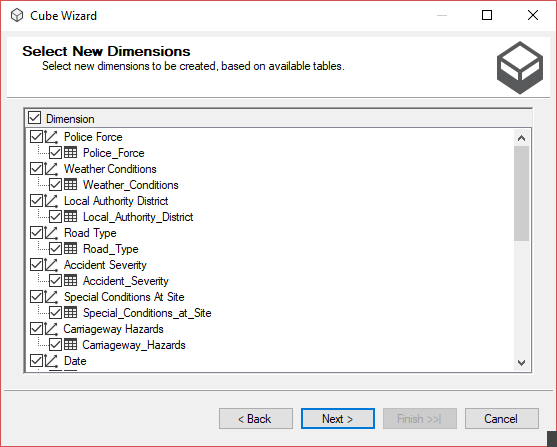 Cube Wizard
Select New Dimensions
Select new dimensions to be created, based on available tables.
Dimension
Police Force
Police_Force
Weather Conditions
Weather_Conditions
Local Authority District
Local_Authority_District
Road Type
Road_Type
Accident Severity
Accident_Severity
Special Conditions At Site
Special_Conditions_at_Site
Carriageway Hazards
Carriageway_Hazards
Date
< Back
Next >
Finish >>|
Cancel